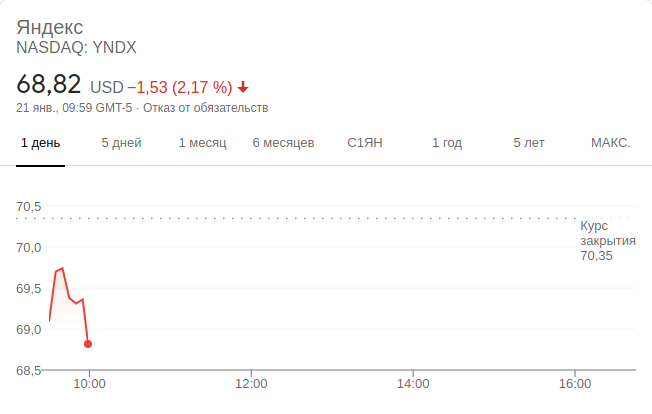 Яндекс
NASDAQ: YNDX
68,82 USD −1,53 (2,17 %)
21 янв., 09:59 GMT-5 · Отказ от обязательств
1 день 5 дней 1 месяц 6 месяцев С1ЯН 1 год 5 лет МАКС.
70,5
Курс
закрытия
70,35
70,0
69,5
69,0
68,5
10:00 12:00 14:00 16:00